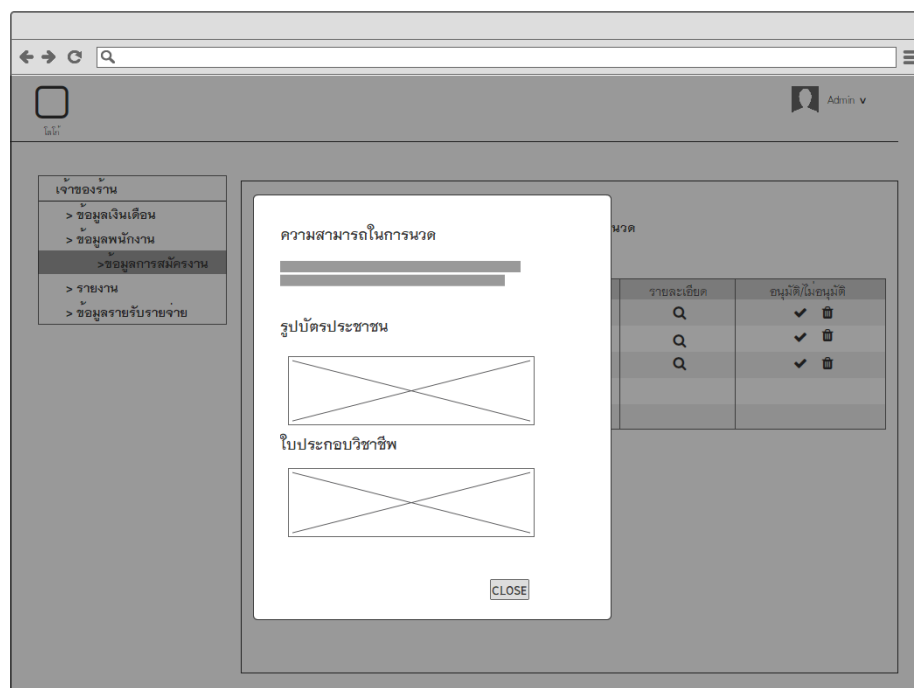 โลโก้
Admin v
เจ้าของร้าน
> ข้อมูลเงินเดือน
> ข้อมูลพนักงาน
>ข้อมูลการสมัครงาน
> รายงาน
> ข้อมูลรายรับรายจ่าย
นวด
รายละเอียด อนุมัติ/ไม่อนุมัติ
ความสามารถในการนวด
รูปบัตรประชาชน
ใบประกอบวิชาชีพ
CLOSE